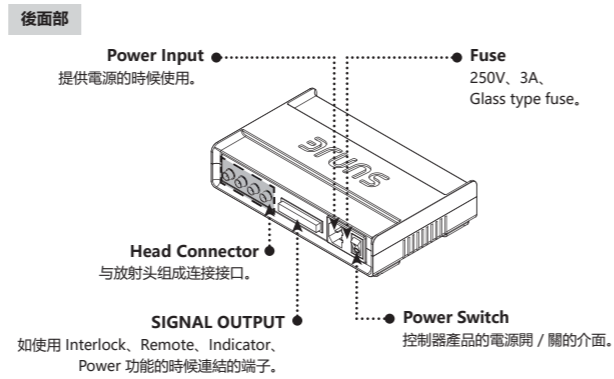 後面部
Power Input
提供電源的時候使用。
Fuse
250V、3A、
Glass type fuse。
SUNJE
Head Connector
与放射头组成连接接口。
SIGNAL OUTPUT
如使用 Interlock、Remote、Indicator、
Power 功能的時候連結的端子。
Power Switch
控制器產品的電源開 / 關的介面。